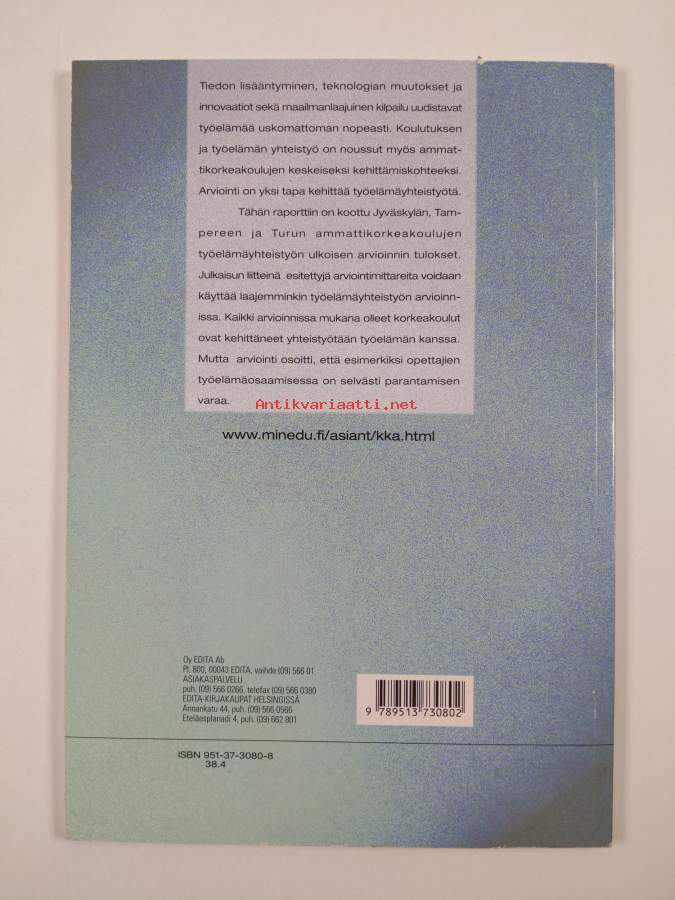 Tiedon lisääntyminen, teknologian muutokset ja
innovaatiot sekä maailmanlaajuinen kilpailu uudistavat
työelämää uskomattoman nopeasti. Koulutuksen
ja työelämän yhteistyö on noussut myös ammat-
tikorkeakoulujen keskeiseksi kehittämiskohteeksi.
Arviointi on yksi tapa kehittää työelämäyhteistyötä.
Tähän raporttiin on koottu Jyväskylän, Tam-
pereen ja Turun ammattikorkeakoulujen
työelämäyhteistyön ulkoisen arvioinnin tulokset.
Julkaisun liitteinä esitettyjä arviointimittareita voidaan
käyttää laajemminkin työelämäyhteistyön arvioinn-
issa. Kaikki arvioinnissa mukana olleet korkeakoulut
ovat kehittäneet yhteistyötään työelämän kanssa.
Mutta arviointi osoitti, että esimerkiksi opettajien
työelämäosaamisessa on selvästi parantamisen
varaa.
Antikvariaatti.net
www.minedu.fi/asiant/kka.html
Oy EDITA Ab
PL 800, 00043 EDITA, vaihde (09) 566 01
ASIAKASPALVELU
puh. (09) 566 0266, telefax (09) 566 0380
EDITA-KIRJAKAUPAT HELSINGISSÄ
Annankatu 44, puh. (09) 566 0566
Eteläesplanadi 4, puh. (09) 662 801
9 789513 730802
ISBN 951-37-3080-8
38.4